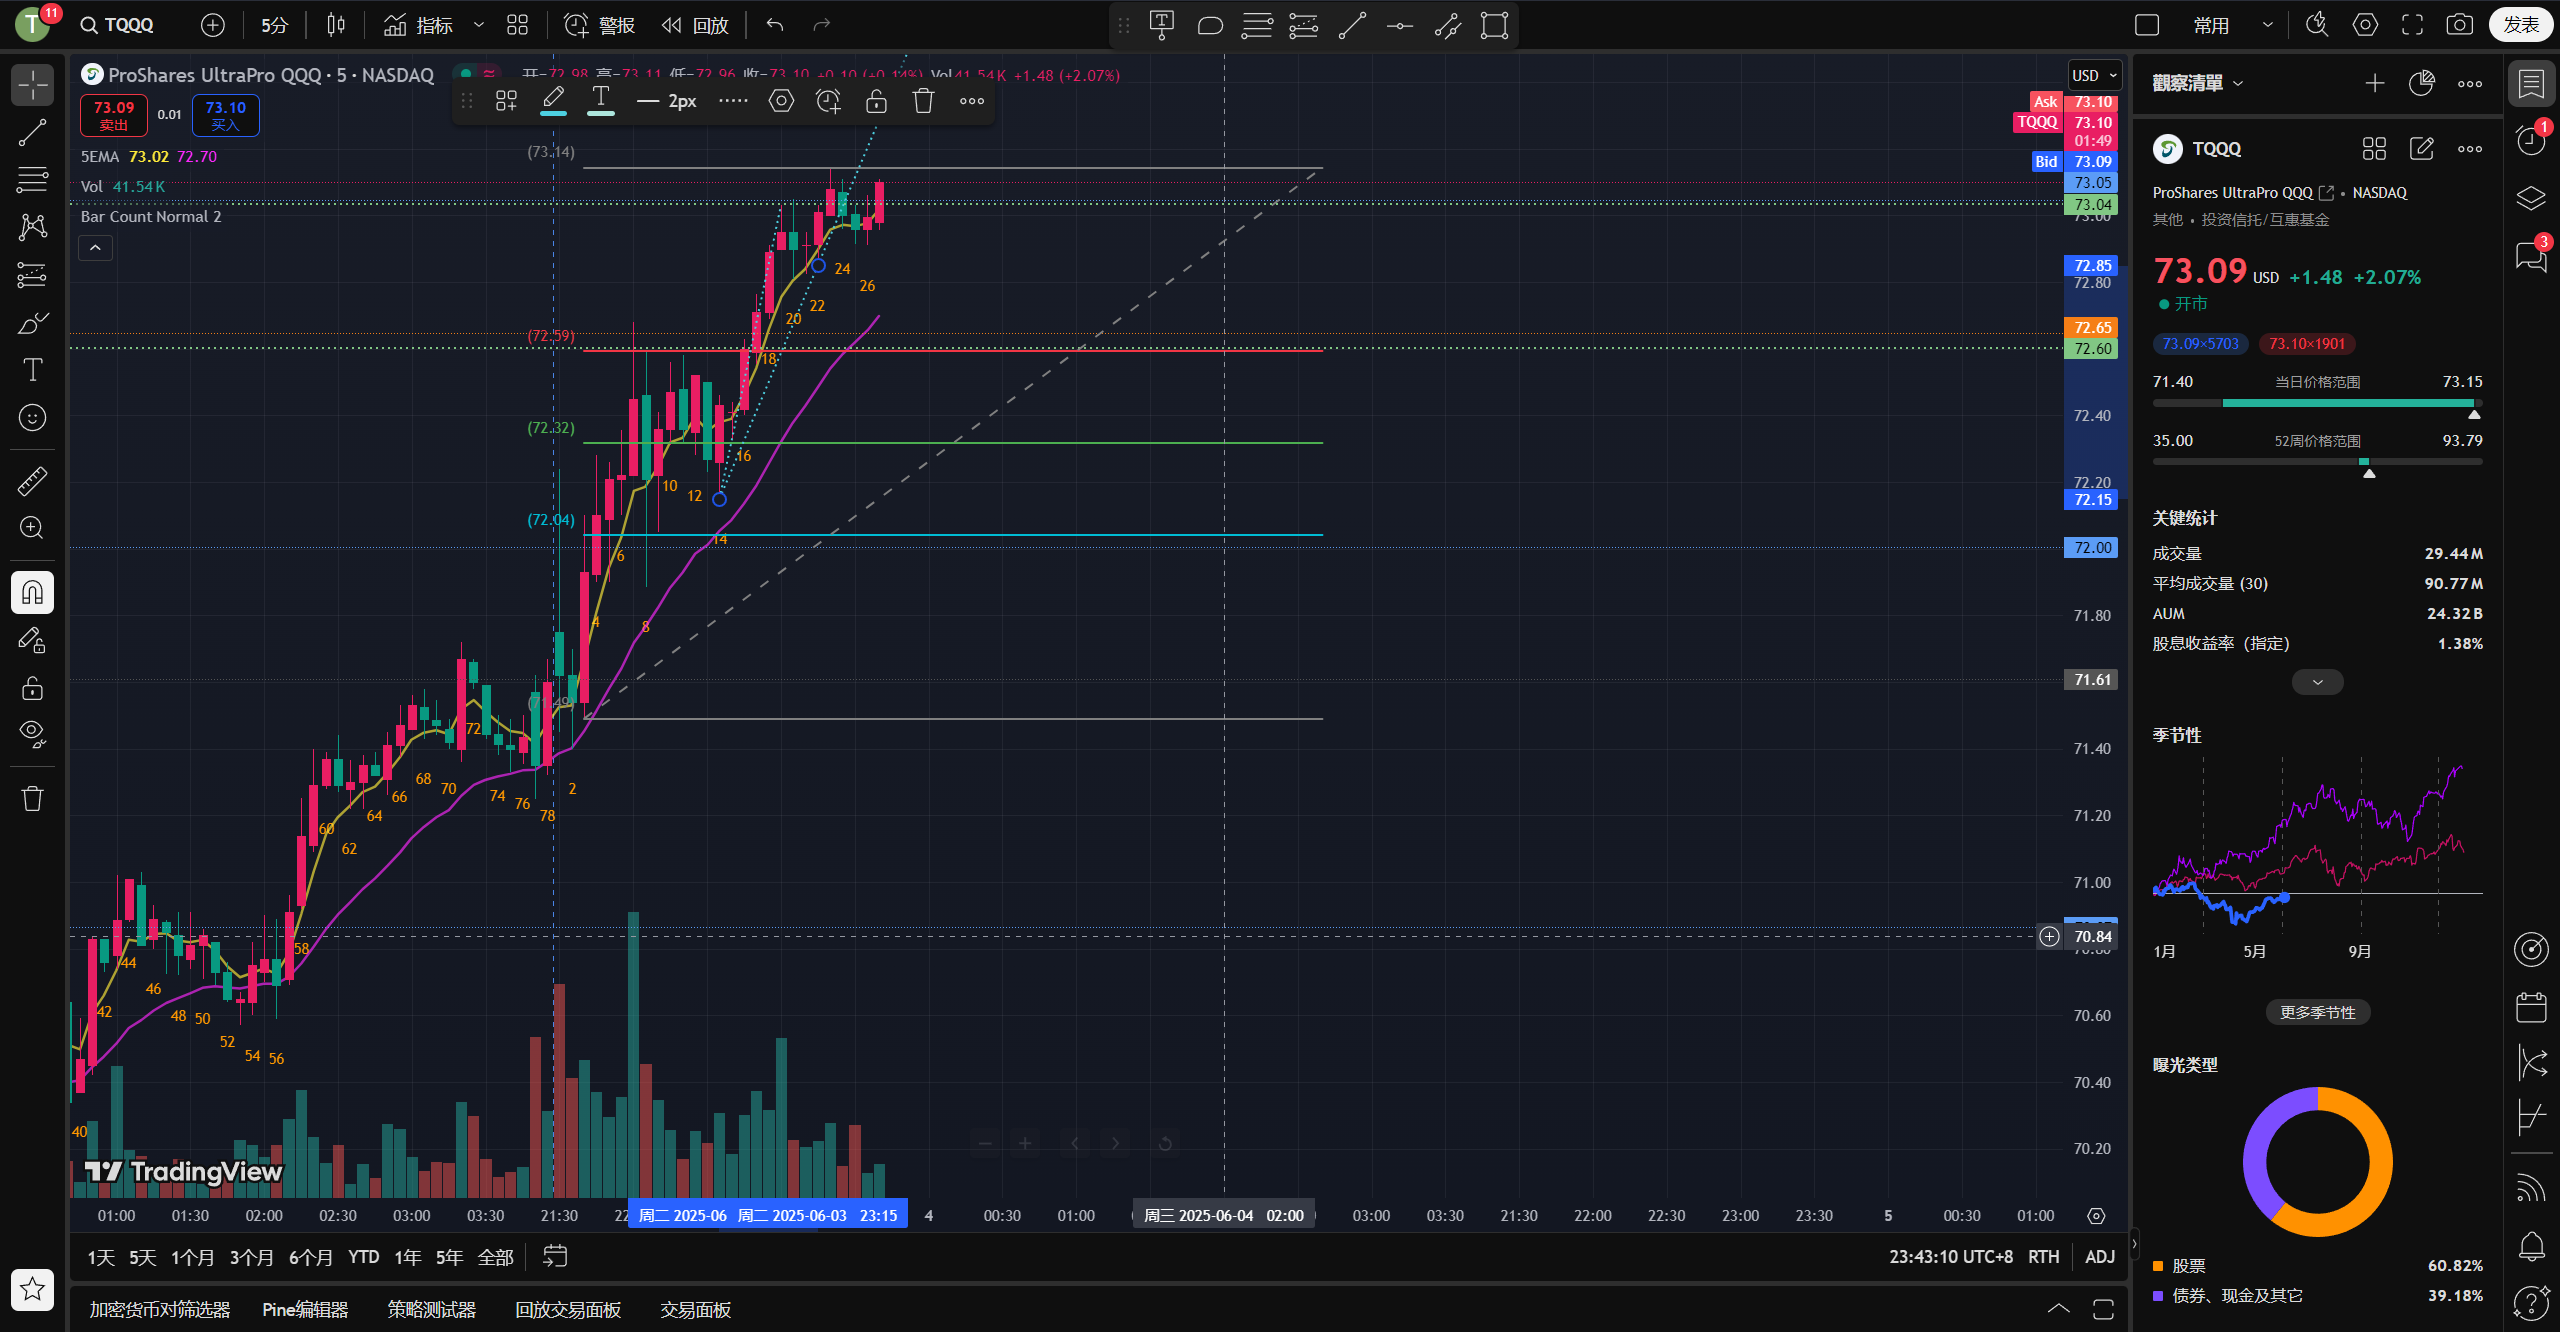 T 11 TQQQ 5分 指标 警报 回放 常用 发表
ProShares UltraPro QQQ · 5 · NASDAQ 开=72.98 高=73.11 低=72.96 收=73.10 +0.10 (+0.14%) Vol41.54 K +1.48 (+2.07%)
73.09 卖出 0.01 73.10 买入
T 2px
5EMA 73.02 72.70
Vol 41.54 K
Bar Count Normal 2
(73.14)
(72.59)
(72.32)
(72.04)
(71.49)
40
42
44
46
48
50
52
54
56
58
60
62
64
66
68
70
72
74
76
78
2
4
6
8
10
12
14
16
18
20
22
24
26
USD
Ask 73.10
TQQQ 73.10
01:49
Bid 73.09
73.05
73.04
73.00
72.85
72.80
72.65
72.60
72.40
72.20
72.15
72.00
71.80
71.61
71.40
71.20
71.00
70.84
70.80
70.60
70.40
70.20
TradingView
01:00 01:30 02:00 02:30 03:00 03:30 21:30 22 周二 2025-06 周二 2025-06-03 23:15 4 00:30 01:00 周三 2025-06-04 02:00 03:00 03:30 21:30 22:00 22:30 23:00 23:30 5 00:30 01:00
1天 5天 1个月 3个月 6个月 YTD 1年 5年 全部 23:43:10 UTC+8 RTH ADJ
加密货币对筛选器 Pine编辑器 策略测试器 回放交易面板 交易面板
觀察清單
TQQQ
ProShares UltraPro QQQ • NASDAQ
其他 • 投资信托/互惠基金
73.09 USD +1.48 +2.07%
开市
73.09×5703 73.10×1901
71.40 当日价格范围 73.15
35.00 52周价格范围 93.79
关键统计
成交量 29.44 M
平均成交量 (30) 90.77 M
AUM 24.32 B
股息收益率（指定） 1.38%
季节性
1月 5月 9月
更多季节性
曝光类型
股票 60.82%
债券、现金及其它 39.18%
1
3